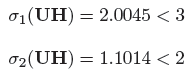 σ₁(UH) = 2.0045 < 3
σ₂(UH) = 1.1014 < 2